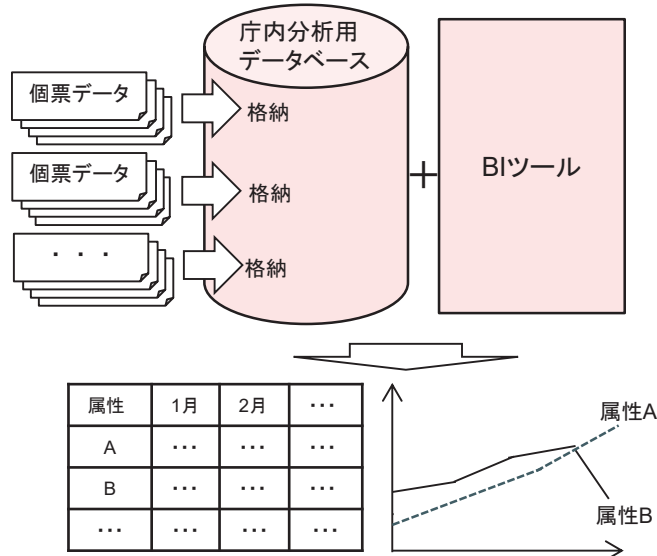 庁内分析用
データベース
個票データ
格納
個票データ
格納
・・・
格納
+
BIツール
属性 1月 2月 ・・・
A ・・・ ・・・ ・・・
B ・・・ ・・・ ・・・
・・・ ・・・ ・・・ ・・・
属性A
属性B